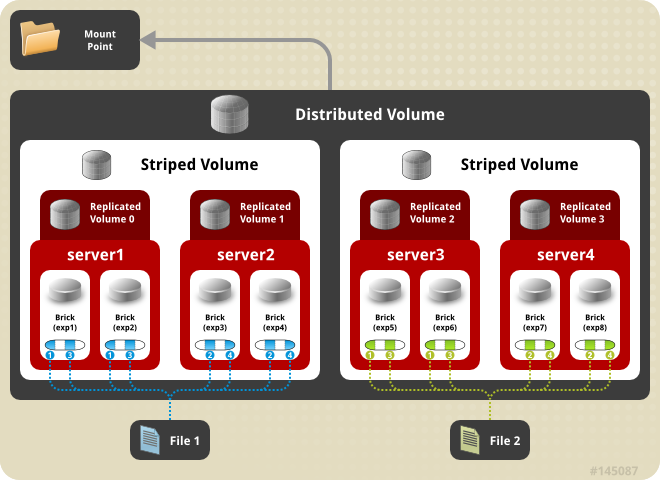 Mount
Point
Distributed Volume
Striped Volume
Replicated
Volume 0
Replicated
Volume 1
server1
server2
Brick
(exp1)
Brick
(exp2)
Brick
(exp3)
Brick
(exp4)
1 3 1 3 2 4 2 4
Striped Volume
Replicated
Volume 2
Replicated
Volume 3
server3
server4
Brick
(exp5)
Brick
(exp6)
Brick
(exp7)
Brick
(exp8)
1 3 1 3 2 4 2 4
File 1
File 2
#145087